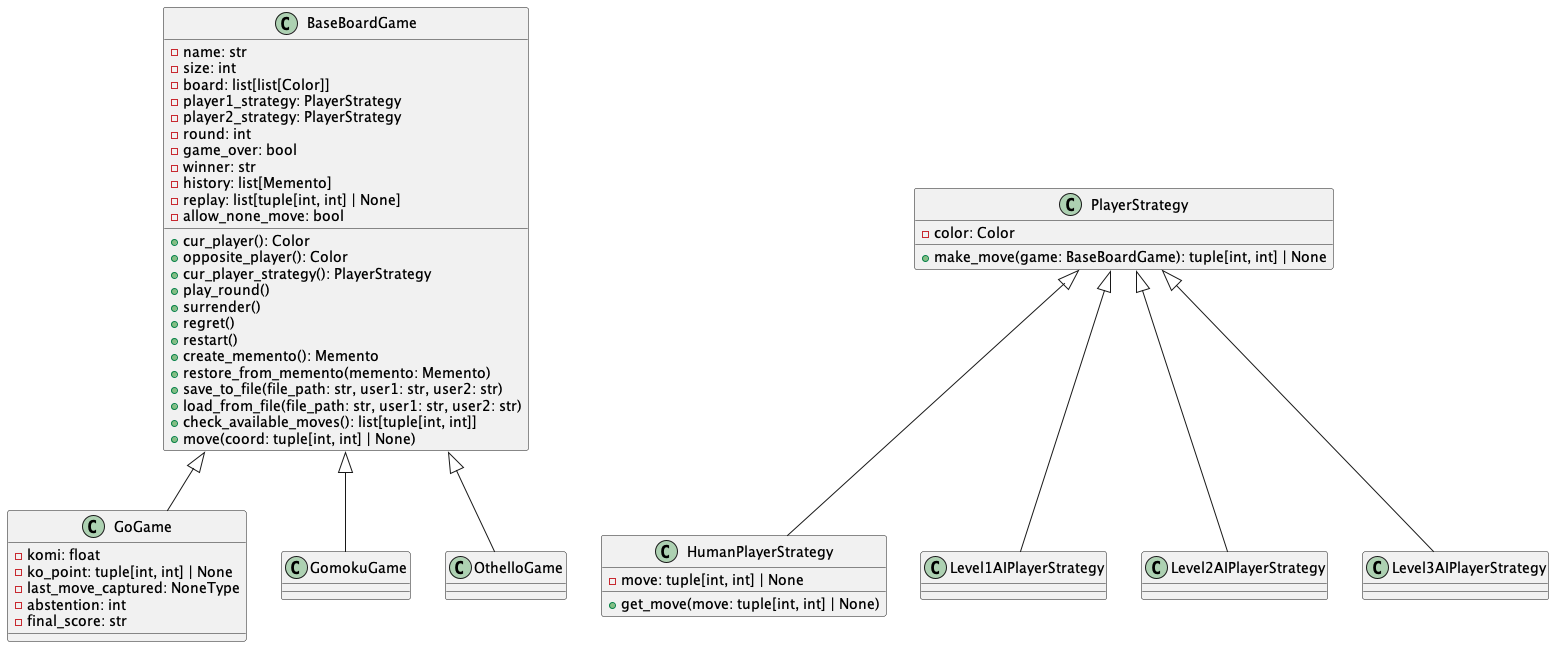 C BaseBoardGame
name: str
size: int
board: list[list[Color]]
player1_strategy: PlayerStrategy
player2_strategy: PlayerStrategy
round: int
game_over: bool
winner: str
history: list[Memento]
replay: list[tuple[int, int] | None]
allow_none_move: bool
cur_player(): Color
opposite_player(): Color
cur_player_strategy(): PlayerStrategy
play_round()
surrender()
regret()
restart()
create_memento(): Memento
restore_from_memento(memento: Memento)
save_to_file(file_path: str, user1: str, user2: str)
load_from_file(file_path: str, user1: str, user2: str)
check_available_moves(): list[tuple[int, int]]
move(coord: tuple[int, int] | None)
C PlayerStrategy
color: Color
make_move(game: BaseBoardGame): tuple[int, int] | None
C GoGame
komi: float
ko_point: tuple[int, int] | None
last_move_captured: NoneType
abstention: int
final_score: str
C GomokuGame
C OthelloGame
C HumanPlayerStrategy
move: tuple[int, int] | None
get_move(move: tuple[int, int] | None)
C Level1AIPlayerStrategy
C Level2AIPlayerStrategy
C Level3AIPlayerStrategy